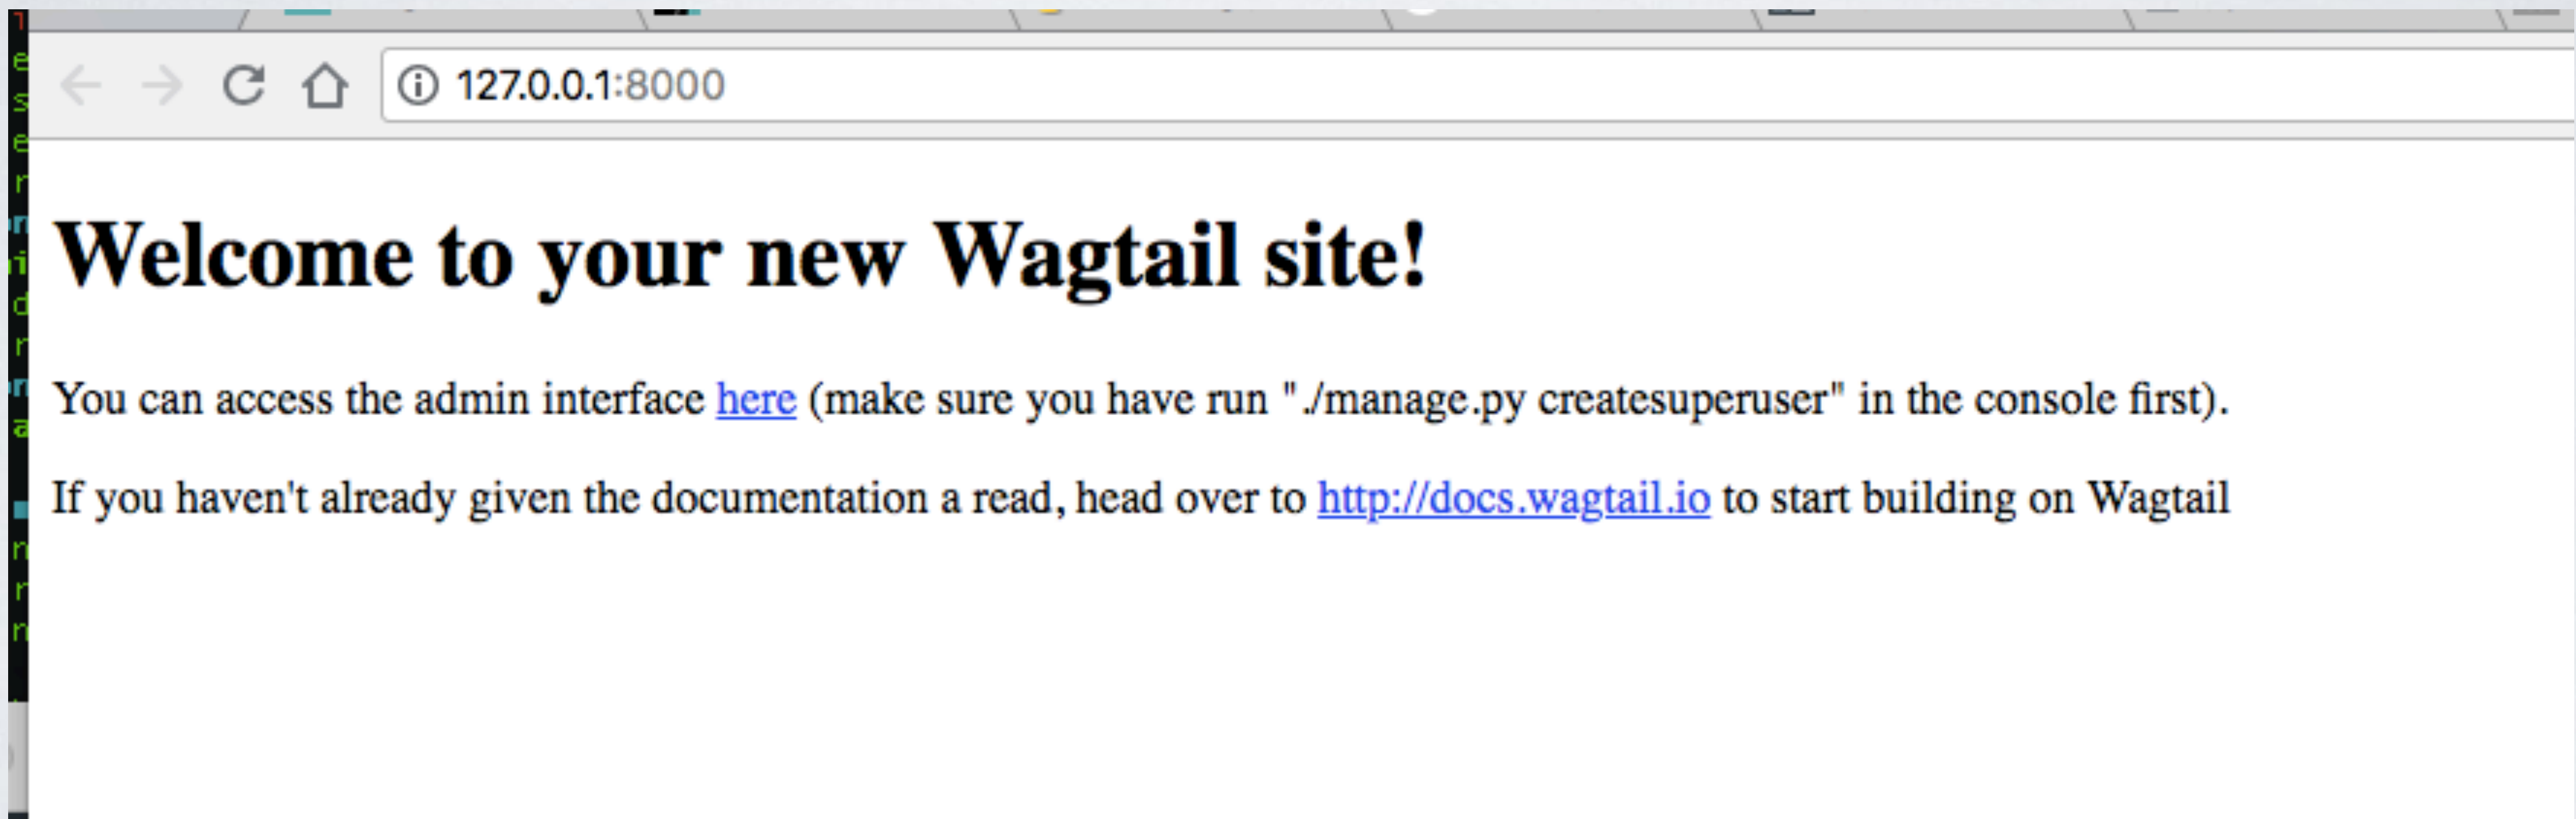 127.0.0.1:8000
Welcome to your new Wagtail site!
You can access the admin interface here (make sure you have run "./manage.py createsuperuser" in the console first).
If you haven't already given the documentation a read, head over to http://docs.wagtail.io to start building on Wagtail